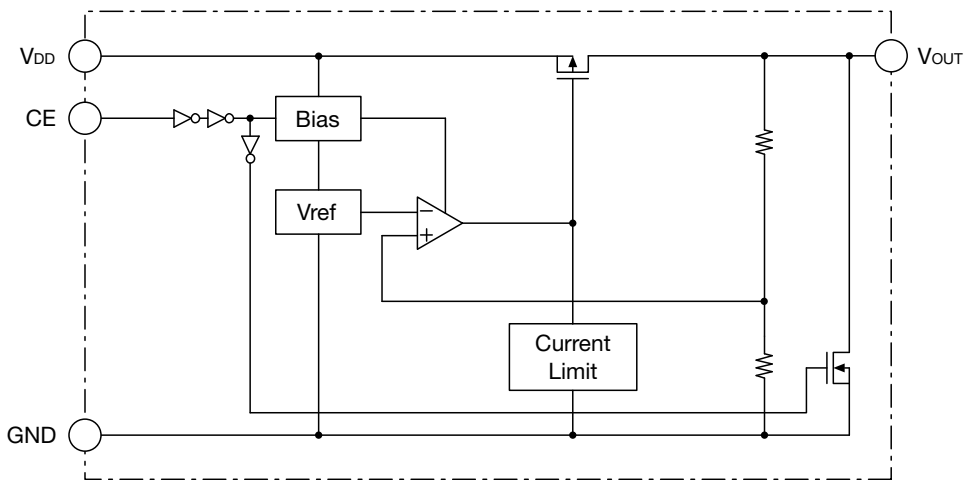 VDD
VOUT
CE
Bias
Vref
−
+
Current
Limit
GND